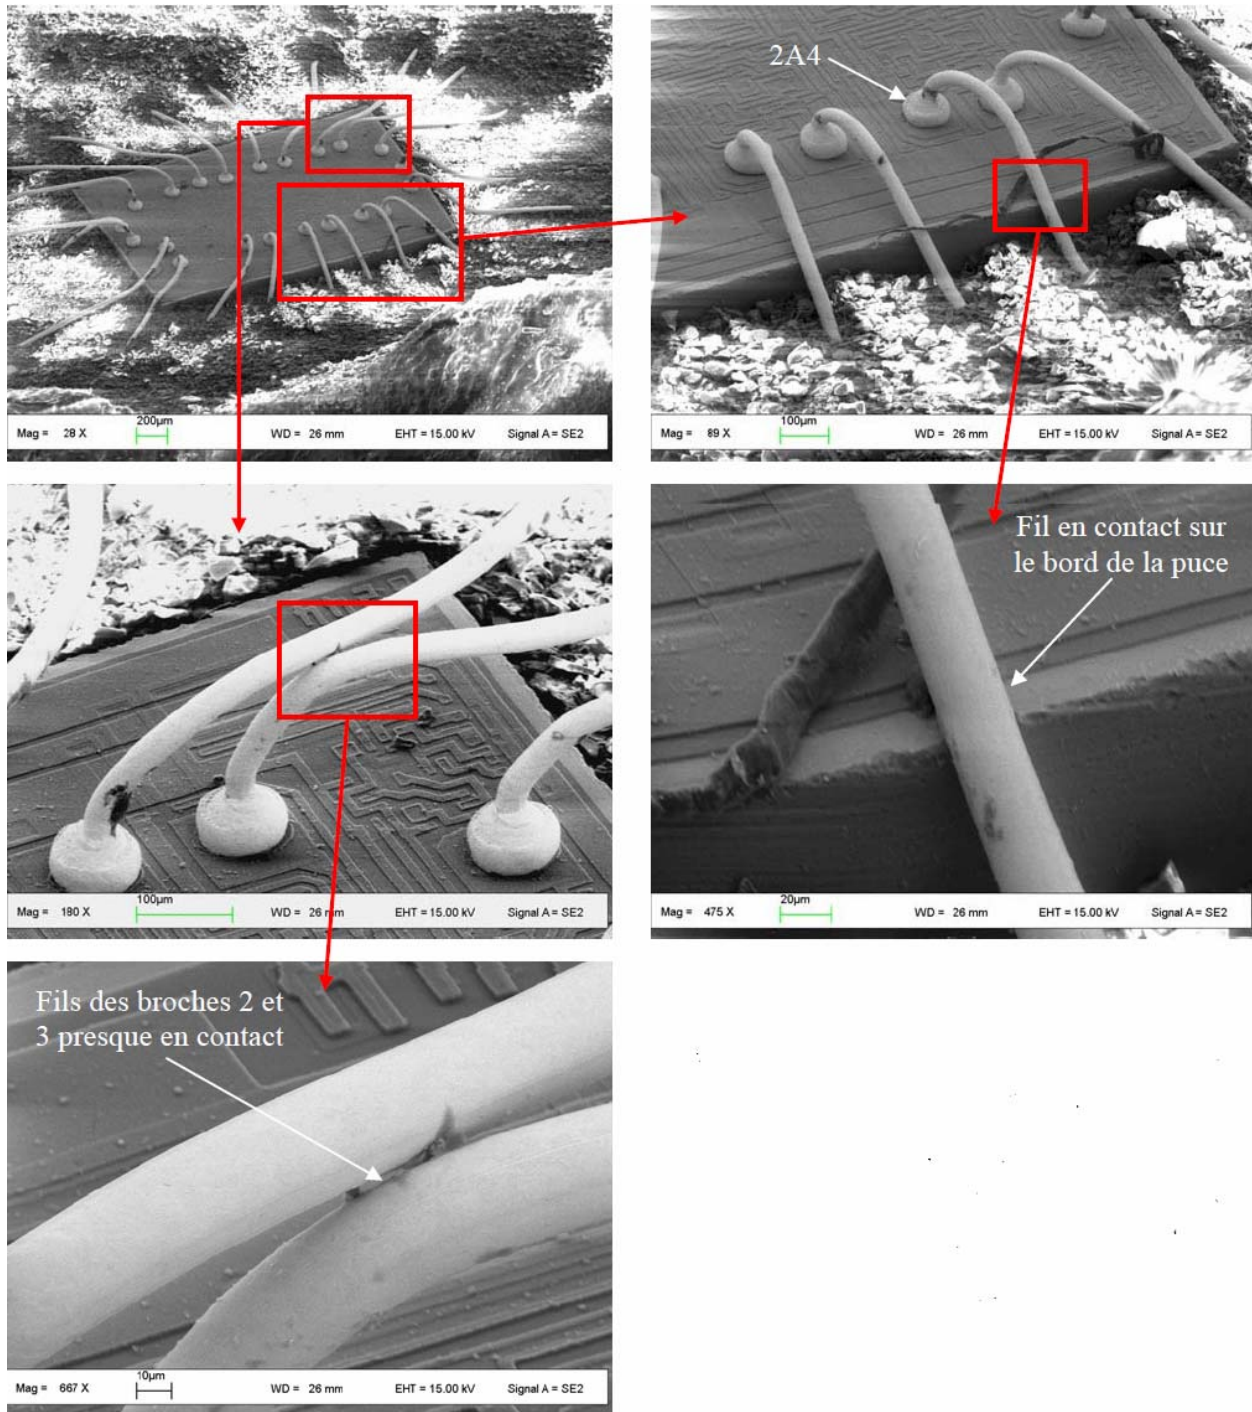 2A4
200µm
Mag = 28 X
WD = 26 mm
EHT = 15.00 kV
Signal A = SE2
100µm
Mag = 89 X
WD = 26 mm
EHT = 15.00 kV
Signal A = SE2
Fil en contact sur
le bord de la puce
100µm
Mag = 180 X
WD = 26 mm
EHT = 15.00 kV
Signal A = SE2
20µm
Mag = 475 X
WD = 26 mm
EHT = 15.00 kV
Signal A = SE2
Fils des broches 2 et
3 presque en contact
10µm
Mag = 667 X
WD = 26 mm
EHT = 15.00 kV
Signal A = SE2